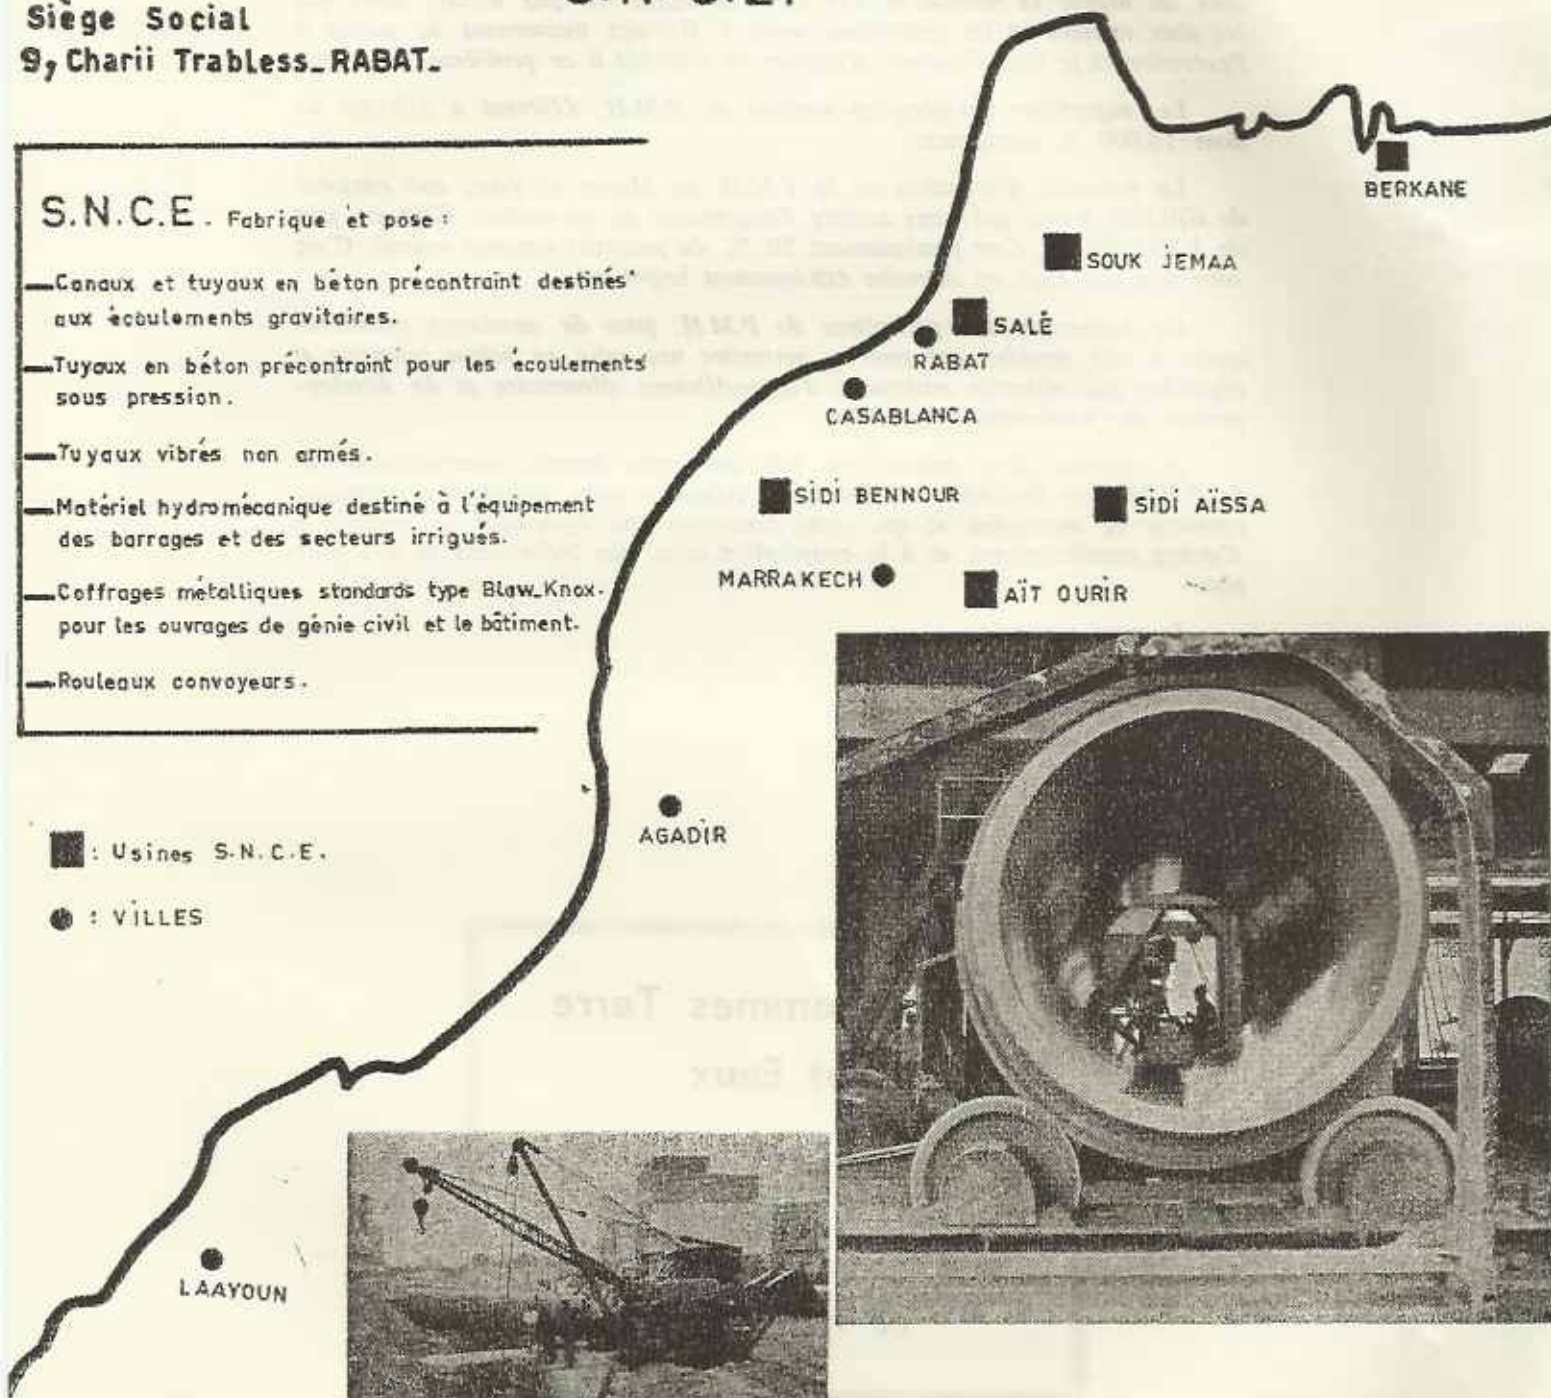 Siège Social
9, Charii Trabless_RABAT_
S.N.C.E. Fabrique et pose :
—Canaux et tuyaux en béton précontraint destinés
aux écoulements gravitaires.
—Tuyaux en béton précontraint pour les écoulements
sous pression.
—Tuyaux vibrés non armés.
—Matériel hydromécanique destiné à l'équipement
des barrages et des secteurs irrigués.
—Coffrages métalliques standards type Blaw_Knox.
pour les ouvrages de génie civil et le bâtiment.
—Rouleaux convoyeurs.
BERKANE
SOUK JEMAA
SALÉ
RABAT
CASABLANCA
SIDI BENNOUR
SIDI AÏSSA
MARRAKECH
AÏT OURIR
AGADIR
: Usines S.N.C.E.
: VILLES
LAAYOUN